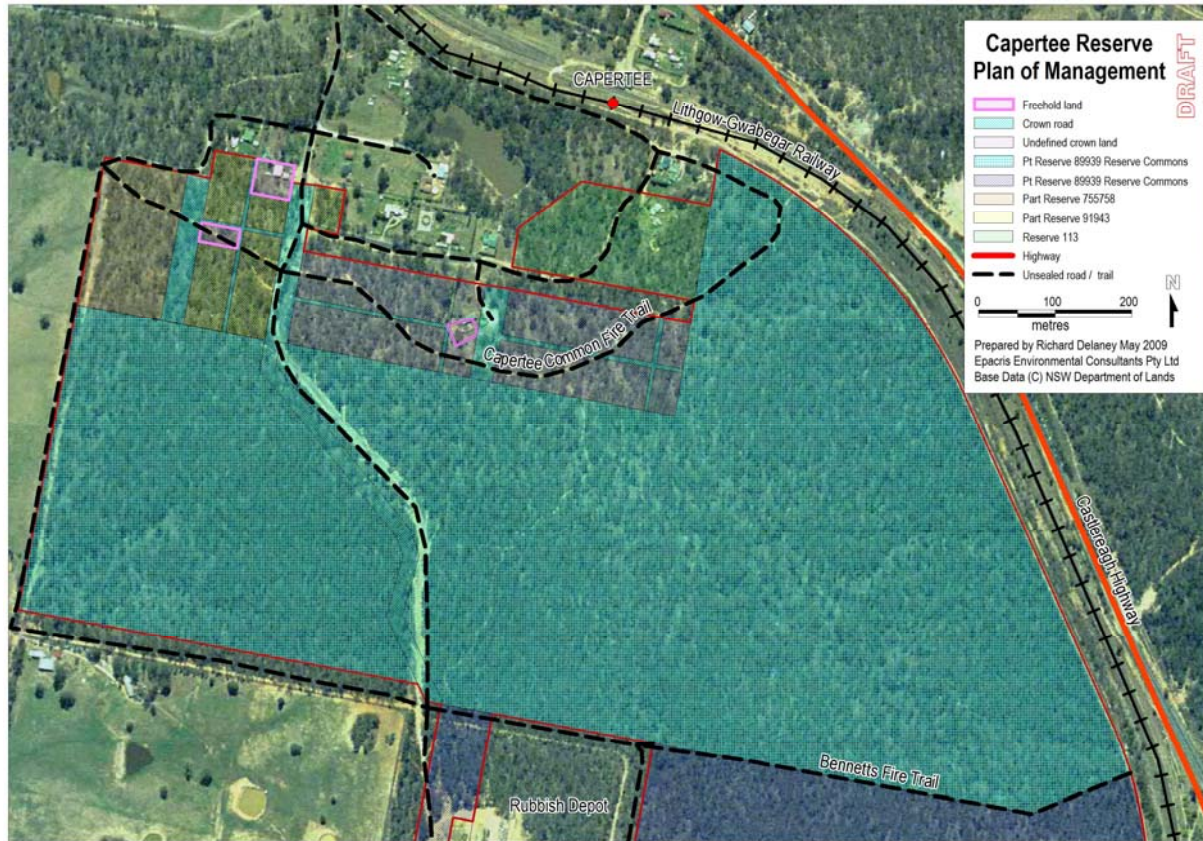 Capertee Reserve
Plan of Management
DRAFT
Freehold land
Crown road
Undefined crown land
Pt Reserve 89939 Reserve Commons
Pt Reserve 89939 Reserve Commons
Part Reserve 755758
Part Reserve 91943
Reserve 113
Highway
Unsealed road / trail
N
0 100 200
metres
Prepared by Richard Delaney May 2009
Epacris Environmental Consultants Pty Ltd
Base Data (C) NSW Department of Lands
CAPERTEE
Lithgow-Gwabegar Railway
Capertee Common Fire Trail
Castlereagh Highway
Bennetts Fire Trail
Rubbish Depot